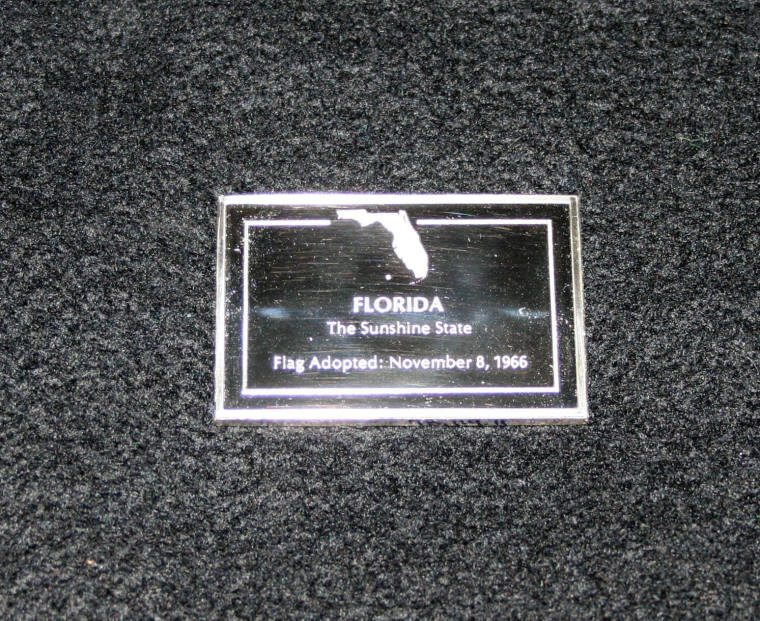 FLORIDA
The Sunshine State
Flag Adopted: November 8, 1966